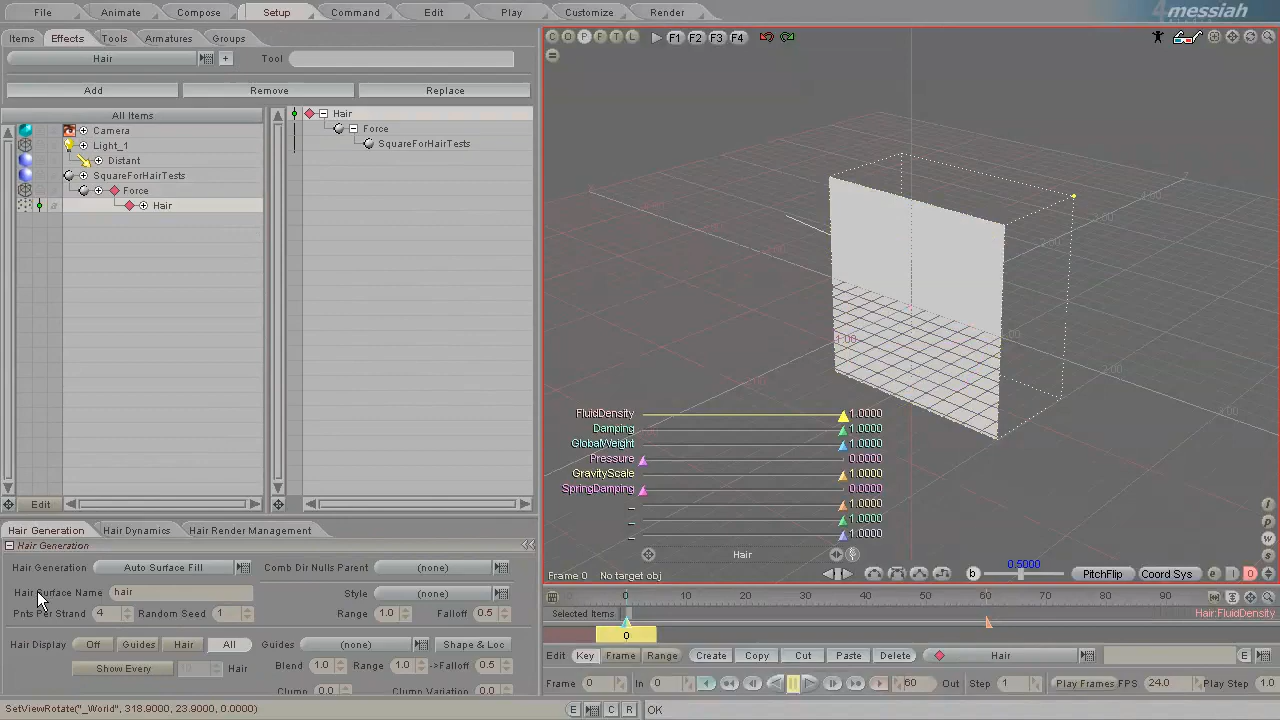 File Animate Compose Setup Command Edit Play Customize Render 4messiah
Items Effects Tools Armatures Groups
C O P F T L F1 F2 F3 F4
Hair + Tool
Add Remove Replace
All Items
Hair
Camera
Force
Light_1
SquareForHairTests
Distant
SquareForHairTests
Force
Hair
FluidDensity 1.0000
Damping 1.0000
GlobalWeight 1.0000
Pressure 0.0000
GravityScale 1.0000
SpringDamping 0.0000
_ 1.0000
_ 1.0000
_ 1.0000
Edit
Hair Generation Hair Dynamics Hair Render Management
Hair Generation
Hair
Hair Generation Auto Surface Fill Comb Dir Nulls Parent (none)
Frame 0 No target obj
b 0.5000 PitchFlip Coord Sys e 0
Hair Surface Name hair Style (none)
0 10 20 30 40 50 60 70 80 90
Pnts Per Strand 4 Random Seed 1 Range 1.0 Falloff 0.5
Selected Items Hair:FluidDensity
0
Hair Display Off Guides Hair All Guides (none) Shape & Loc
Edit Key Frame Range Create Copy Cut Paste Delete Hair E
Show Every 10 Hair Blend 1.0 Range 1.0 ->Falloff 0.5
Frame 0 In 0 60 Out Step 1 Play Frames FPS 24.0 Play Step 1.0
Clump 0.0 Clump Variation 0.0
SetViewRotate("_World", 318.9000, 23.9000, 0.0000) E C R OK